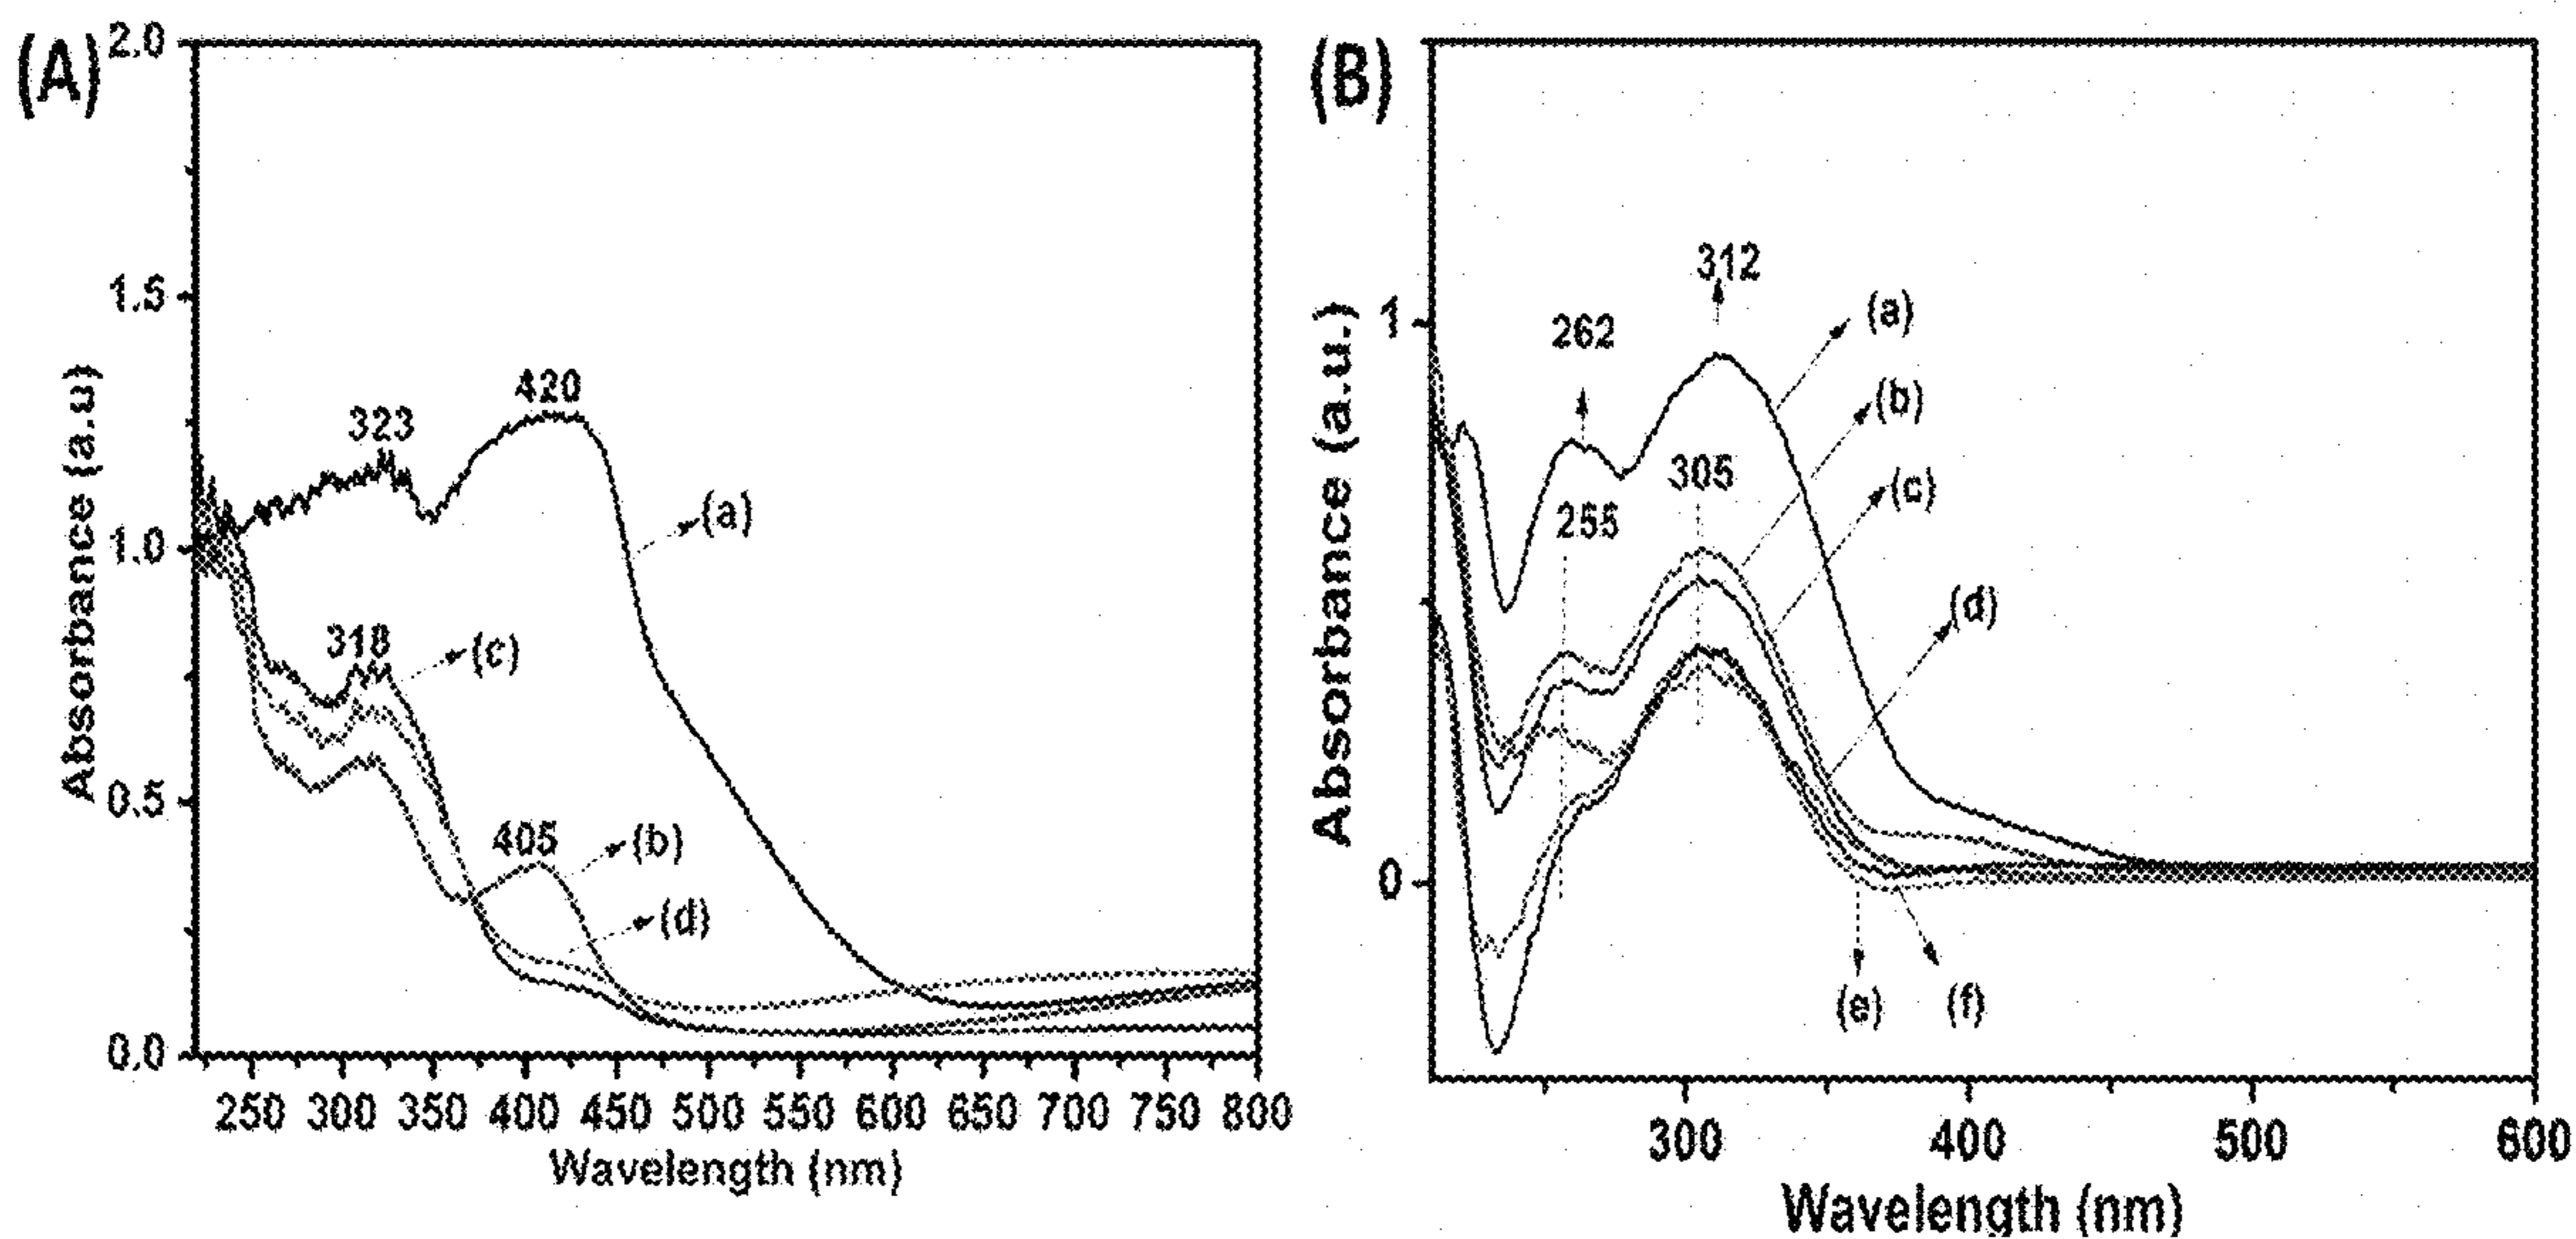 (A)
2.0
1.5
1.0
0.5
0.0
Absorbance (a.u)
323
420
(a)
318
(c)
405
(b)
(d)
250 300 350 400 450 500 550 600 650 700 750 800
Wavelength (nm)
(B)
1
0
Absorbance (a.u.)
312
262
(a)
(b)
305
(c)
255
(d)
(e)
(f)
300 400 500 600
Wavelength (nm)